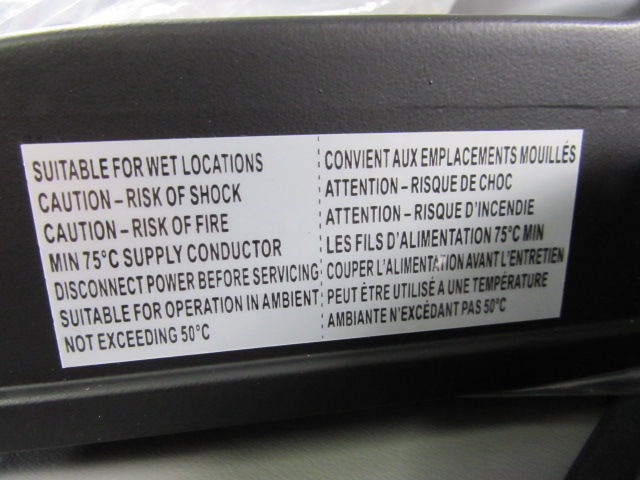 SUITABLE FOR WET LOCATIONS
CAUTION – RISK OF SHOCK
CAUTION – RISK OF FIRE
MIN 75°C SUPPLY CONDUCTOR
DISCONNECT POWER BEFORE SERVICING
SUITABLE FOR OPERATION IN AMBIENT
NOT EXCEEDING 50°C
CONVIENT AUX EMPLACEMENTS MOUILLÉS
ATTENTION – RISQUE DE CHOC
ATTENTION – RISQUE D'INCENDIE
LES FILS D'ALIMENTATION 75°C MIN
COUPER L'ALIMENTATION AVANT L'ENTRETIEN
PEUT ÊTRE UTILISÉ A UNE TEMPÉRATURE
AMBIANTE N'EXCÉDANT PAS 50°C